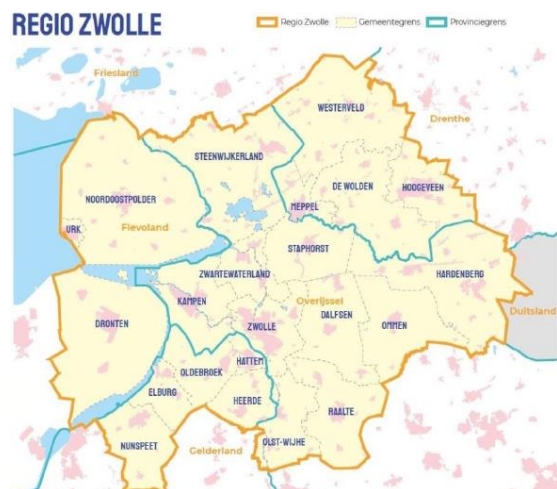 REGIO ZWOLLE
Regio Zwolle
Gemeentegrens
Provinciegrens
Friesland
WESTERVELD
Drenthe
STEENWIJKERLAND
DE WOLDEN
HOOGEVEEN
NOORDOOSTPOLDER
MEPPEL
URK
Flevoland
STAPHORST
HARDENBERG
ZWARTEWATERLAND
KAMPEN
Overijssel
Duitsland
DRONTEN
ZWOLLE
DALFSEN
OMMEN
HATTEM
OLDEBROEK
ELBURG
HEERDE
RAALTE
NUNSPEET
Gelderland
OLST-WIJHE